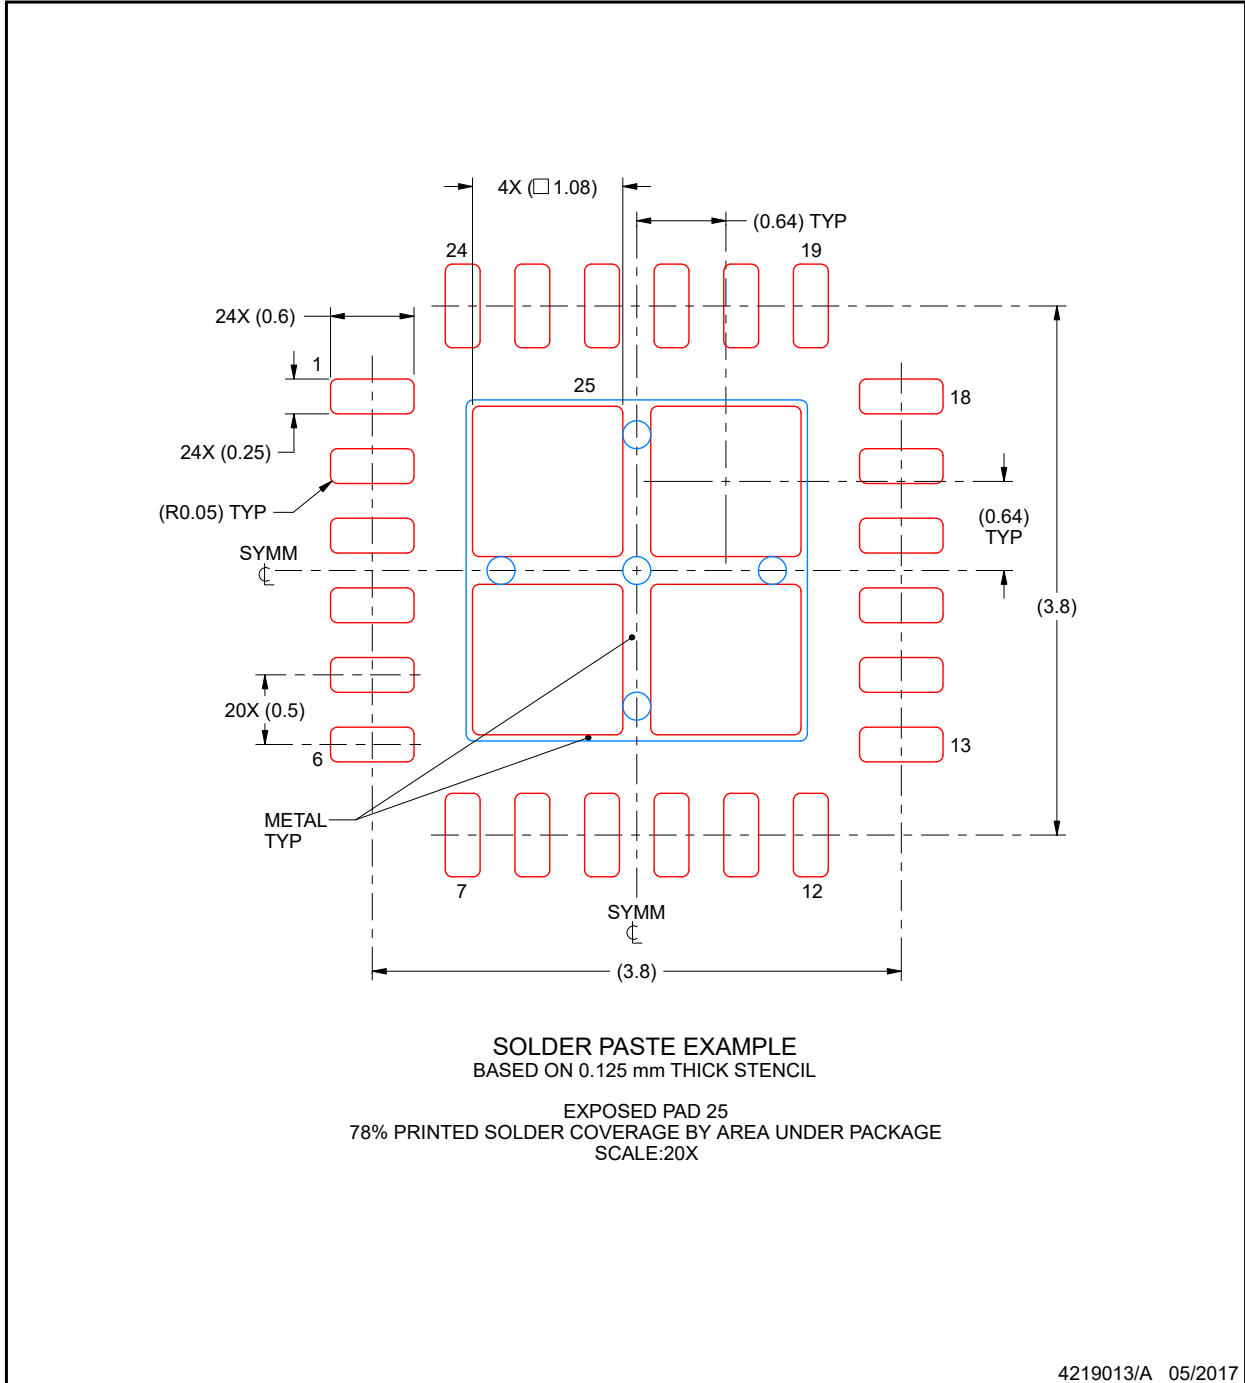 4X (□ 1.08)
(0.64) TYP
24
19
24X (0.6)
1
25
18
24X (0.25)
(R0.05) TYP
(0.64)
TYP
SYMM
℄
(3.8)
20X (0.5)
6
13
METAL
TYP
7
12
SYMM
℄
(3.8)
SOLDER PASTE EXAMPLE
BASED ON 0.125 mm THICK STENCIL
EXPOSED PAD 25
78% PRINTED SOLDER COVERAGE BY AREA UNDER PACKAGE
SCALE:20X
4219013/A 05/2017